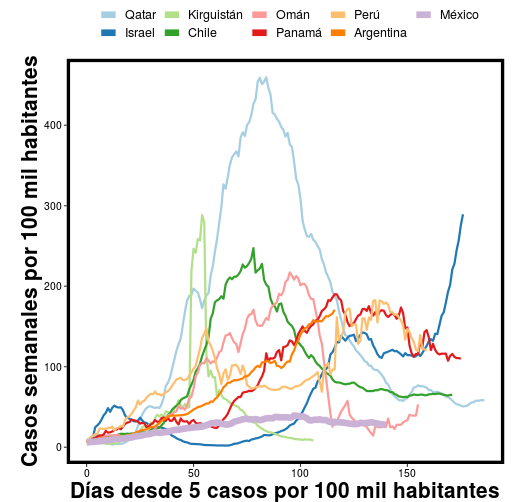 Qatar Kirguistán Omán Perú México
Israel Chile Panamá Argentina
Casos semanales por 100 mil habitantes
400
300
200
100
0
0 50 100 150
Días desde 5 casos por 100 mil habitantes